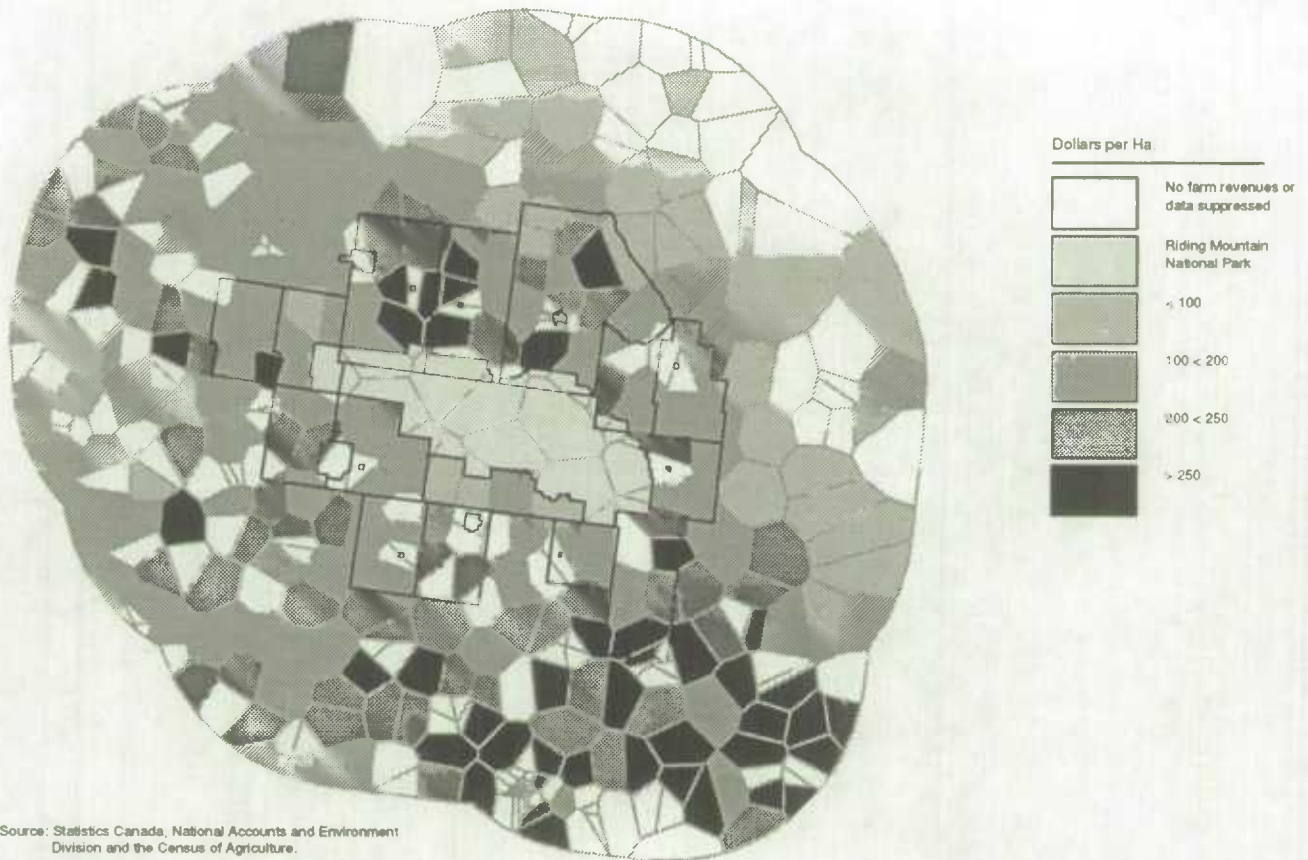 Dollars per Ha.
No farm revenues or
data suppressed
Riding Mountain
National Park
< 100
100 < 200
200 < 250
> 250
Source: Statistics Canada, National Accounts and Environment
Division and the Census of Agriculture.